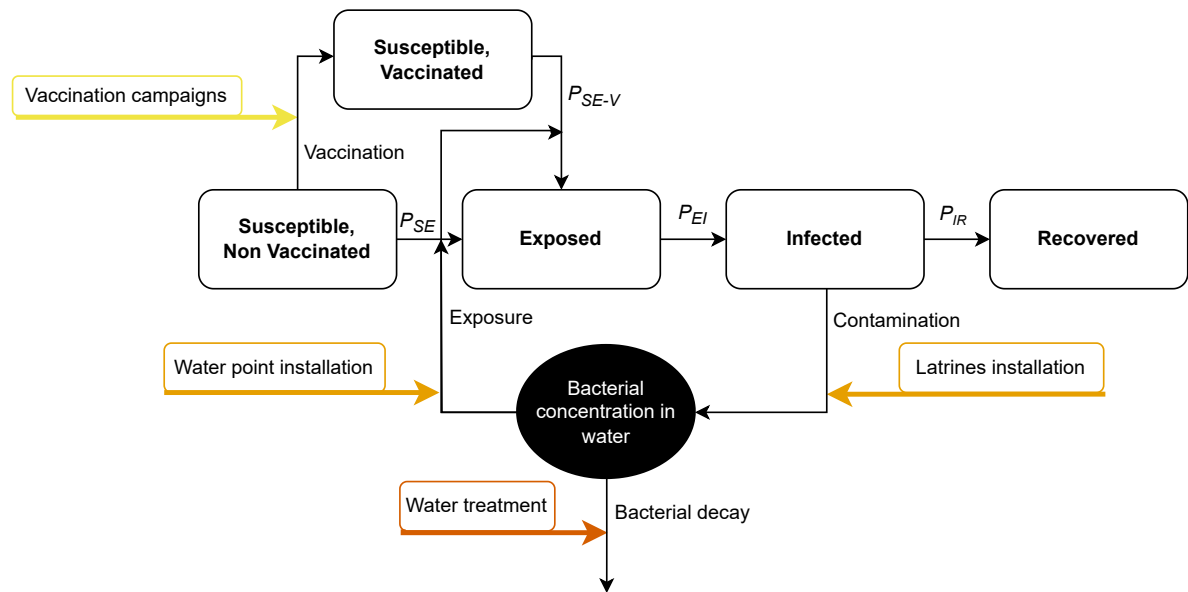 Susceptible,
Vaccinated
Vaccination campaigns
P_SE-V
Vaccination
Susceptible,
Non Vaccinated
P_SE
Exposed
P_EI
Infected
P_IR
Recovered
Exposure
Contamination
Water point installation
Latrines installation
Bacterial
concentration in
water
Water treatment
Bacterial decay